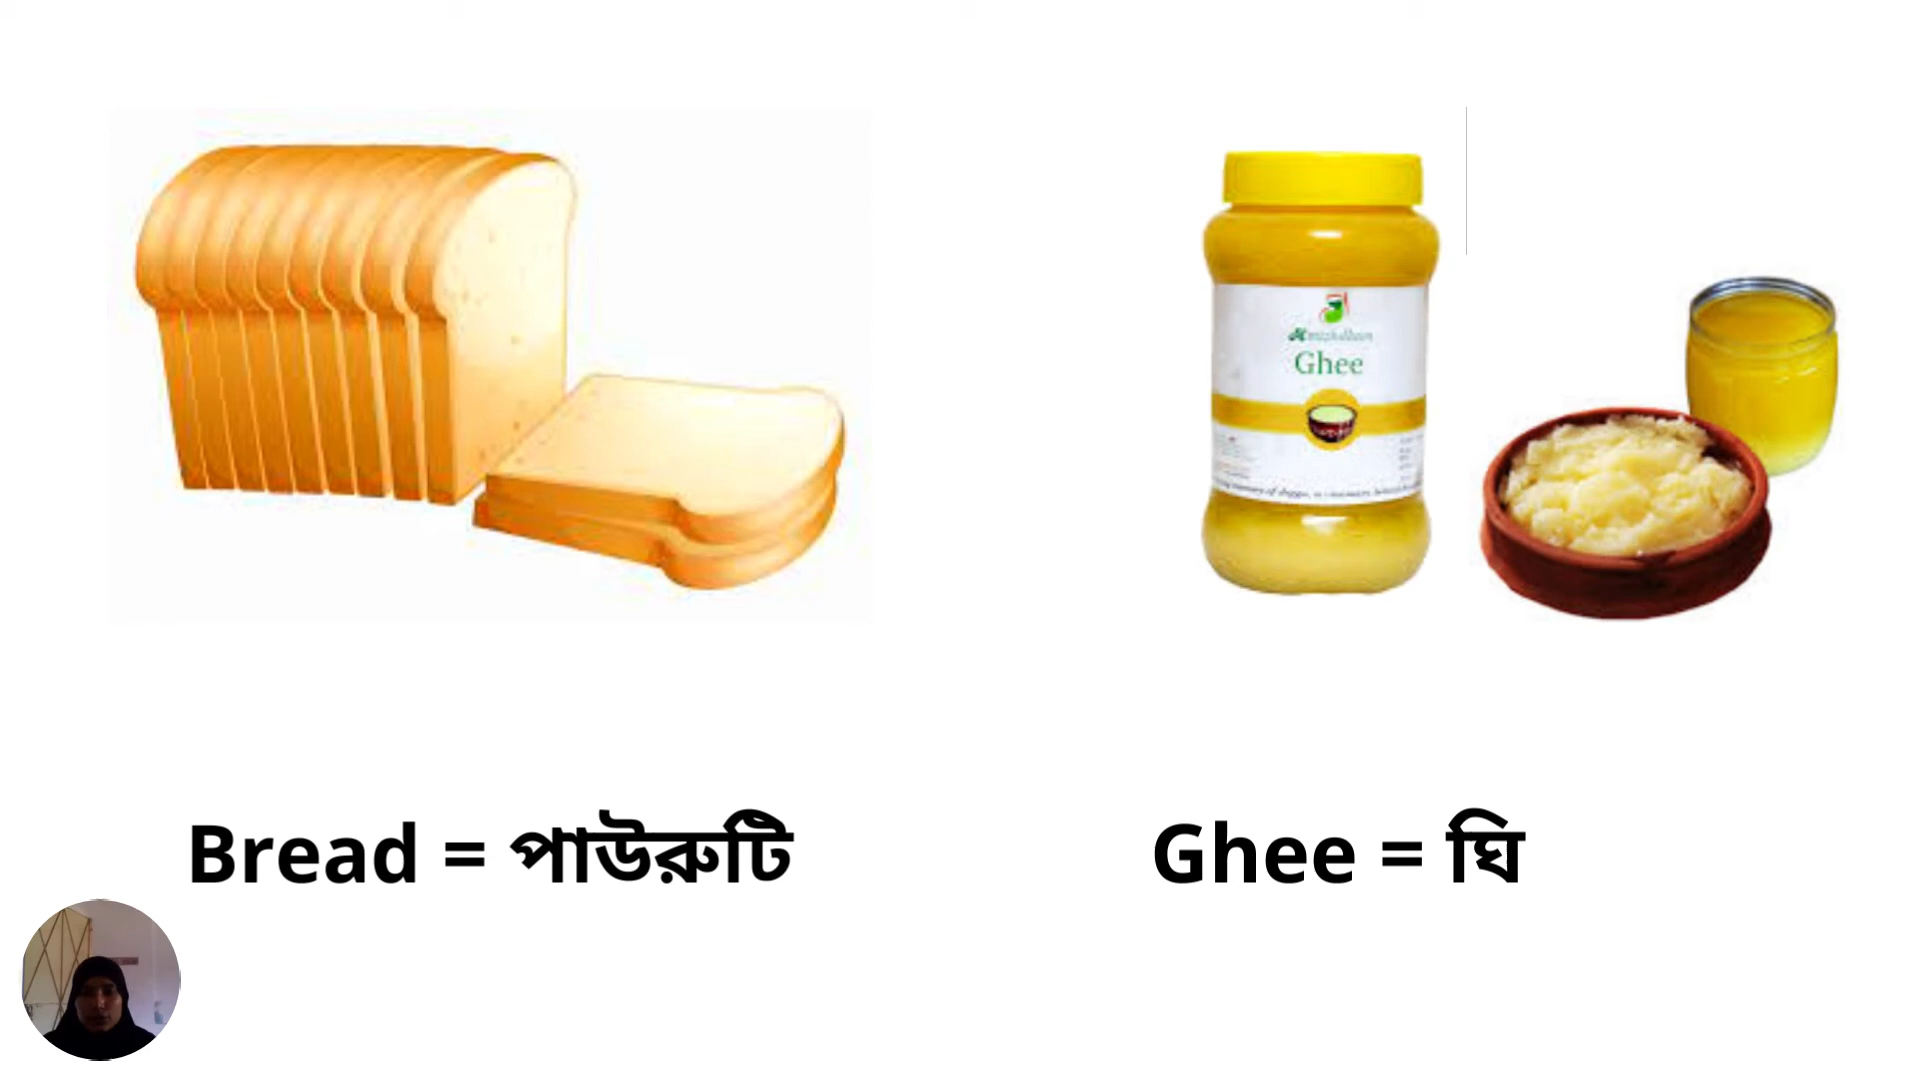 Ghee
Bread = পাউরুটি
Ghee = ঘি